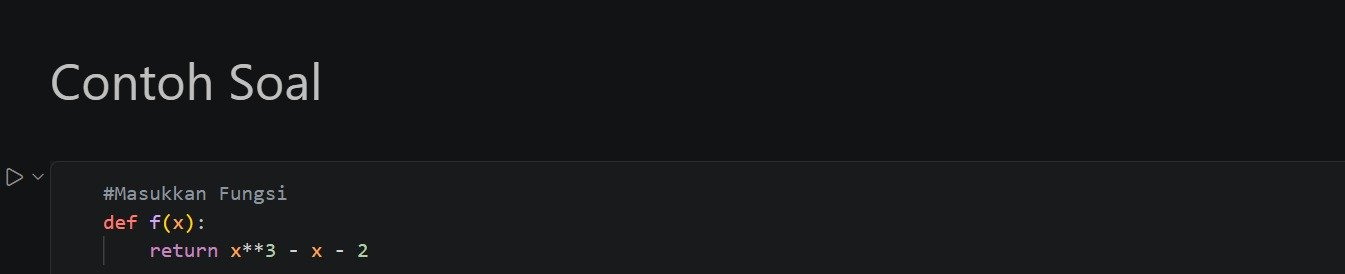 Contoh Soal
#Masukkan Fungsi
def f(x):
    return x**3 - x - 2